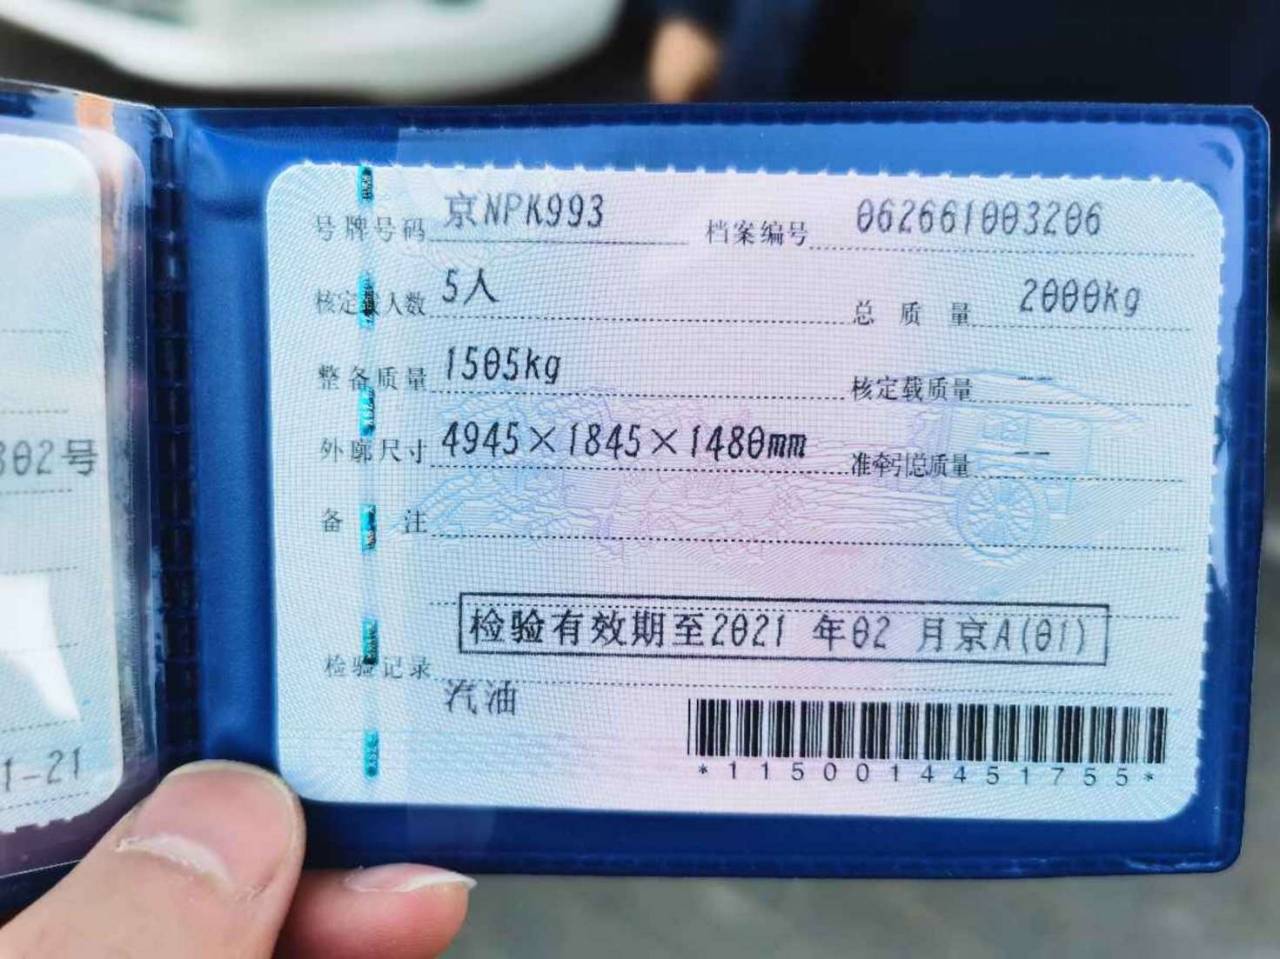 号牌号码 京NPK993 档案编号 062661003206
核定载人数 5人 总质量 2000kg
整备质量 1505kg 核定载质量 --
外廓尺寸 4945×1845×1480mm 准牵引总质量 --
备注
检验有效期至2021 年02 月京A(01)
检验记录
汽油
*1150014451755*
302号
1-21